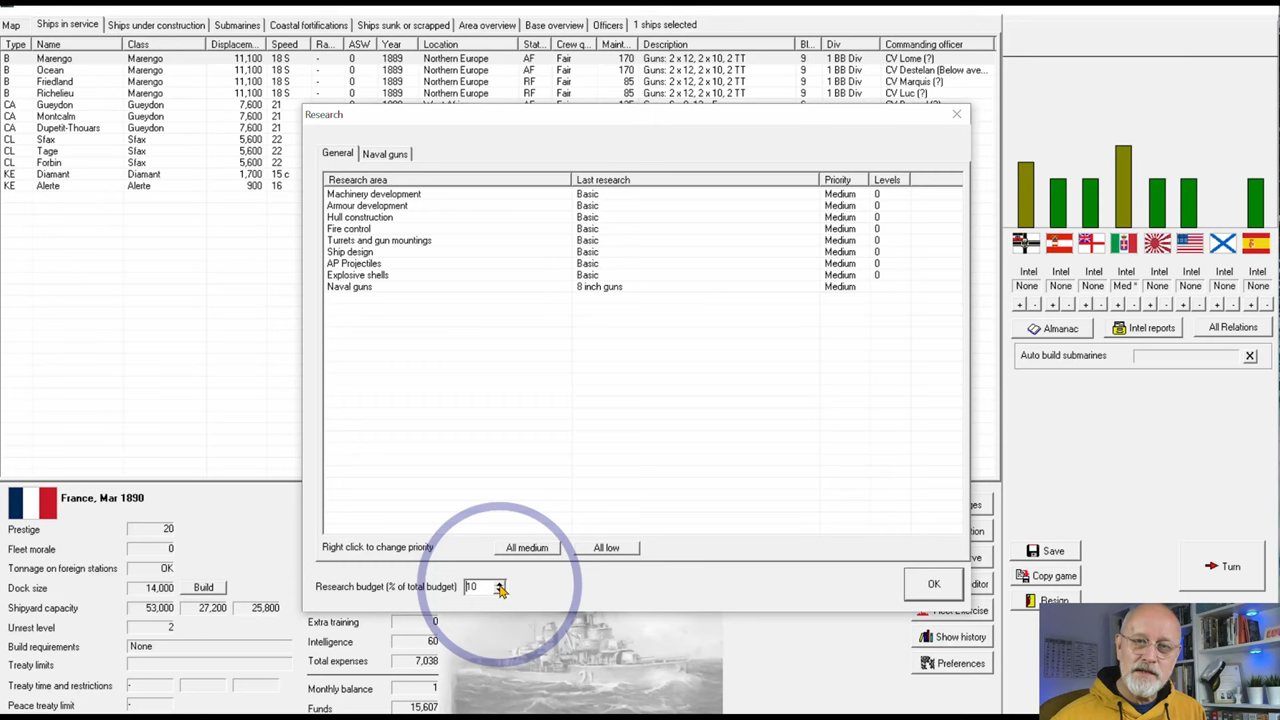 Map Ships in service Ships under construction Submarines Coastal fortifications Ships sunk or scrapped Area overview Base overview Officers 1 ships selected
Type Name Class Displacem... Speed Ra... ASW Year Location Stat... Crew q... Maint... Description Bl... Div Commanding officer
B Marengo Marengo 11,100 18 S - 0 1889 Northern Europe AF Fair 170 Guns: 2 x 12, 2 x 10, 2 TT 9 1 BB Div CV Lome (?)
B Ocean Marengo 11,100 18 S - 0 1889 Northern Europe AF Fair 170 Guns: 2 x 12, 2 x 10, 2 TT 9 1 BB Div CV Destelan (Below ave...
B Friedland Marengo 11,100 18 S - 0 1889 Northern Europe RF Fair 85 Guns: 2 x 12, 2 x 10, 2 TT 9 1 BB Div CV Marquis (?)
B Richelieu Marengo 11,100 18 S - 0 1889 Northern Europe RF Fair 85 Guns: 2 x 12, 2 x 10, 2 TT 9 1 BB Div CV Luc (?)
CA Gueydon Gueydon 7,600 21
CA Montcalm Gueydon 7,600 21
CA Dupetit-Thouars Gueydon 7,600 21
CL Sfax Sfax 5,600 22
CL Tage Sfax 5,600 22
CL Forbin Sfax 5,600 22
KE Diamant Diamant 1,700 15 c
KE Alerte Alerte 900 16
Research
General Naval guns
Research area Last research Priority Levels
Machinery development Basic Medium 0
Armour development Basic Medium 0
Hull construction Basic Medium 0
Fire control Basic Medium 0
Turrets and gun mountings Basic Medium 0
Ship design Basic Medium 0
AP Projectiles Basic Medium 0
Explosive shells Basic Medium 0
Naval guns 8 inch guns Medium
Right click to change priority All medium All low
Research budget (% of total budget) 10 OK
Intel Intel Intel Intel Intel Intel Intel Intel
None None None Med * None None None None
+ - + - + - + - + - + - + - + -
Almanac Intel reports All Relations
Auto build submarines X
France, Mar 1890
Prestige 20
Fleet morale 0
Tonnage on foreign stations OK
Dock size 14,000 Build
Shipyard capacity 53,000 27,200 25,800
Unrest level 2
Build requirements None
Treaty limits
Treaty time and restrictions - -
Peace treaty limit -
Extra training 0
Intelligence 60
Total expenses 7,038
Monthly balance 1
Funds 15,607
Fleet Exercise
Show history
Preferences
Save
Copy game
Resign
Turn